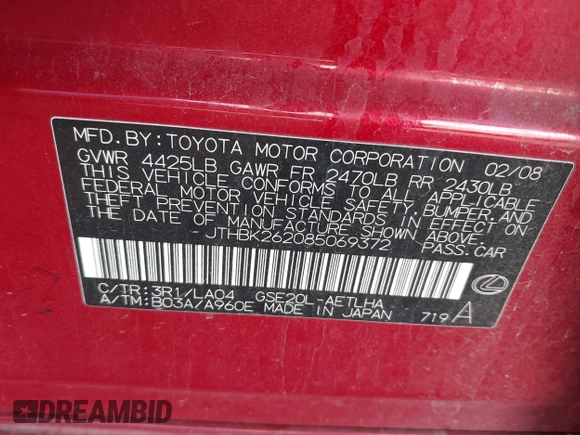 MFD.BY:TOYOTA MOTOR CORPORATION 02/08
GVWR 4425LB GAWR FR 2470LB RR 2430LB
THIS VEHICLE CONFORMS TO ALL APPLICABLE
FEDERAL MOTOR VEHICLE SAFETY, BUMPER, AND
THEFT PREVENTION STANDARDS IN EFFECT ON
THE DATE OF MANUFACTURE SHOWN ABOVE.
JTHBK262085069372 PASS.CAR
C/TR:3R1/LA04 GSE20L-AETLHA
A/TM:B03A/A960E MADE IN JAPAN 719 A
DREAMBID